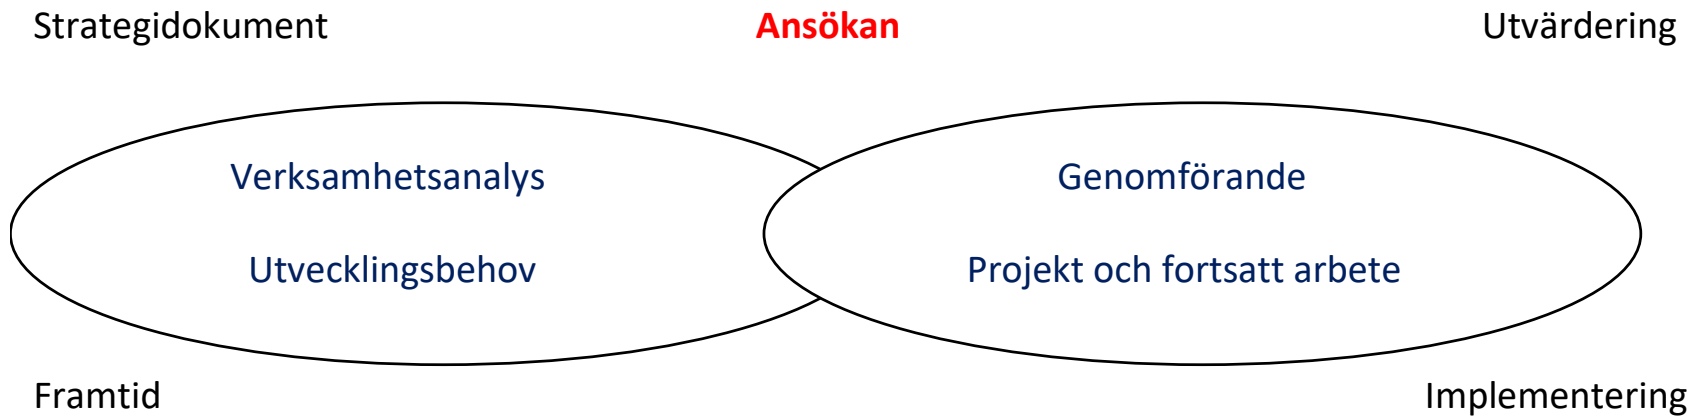 Strategidokument
Ansökan
Utvärdering
Verksamhetsanalys
Genomförande
Utvecklingsbehov
Projekt och fortsatt arbete
Framtid
Implementering